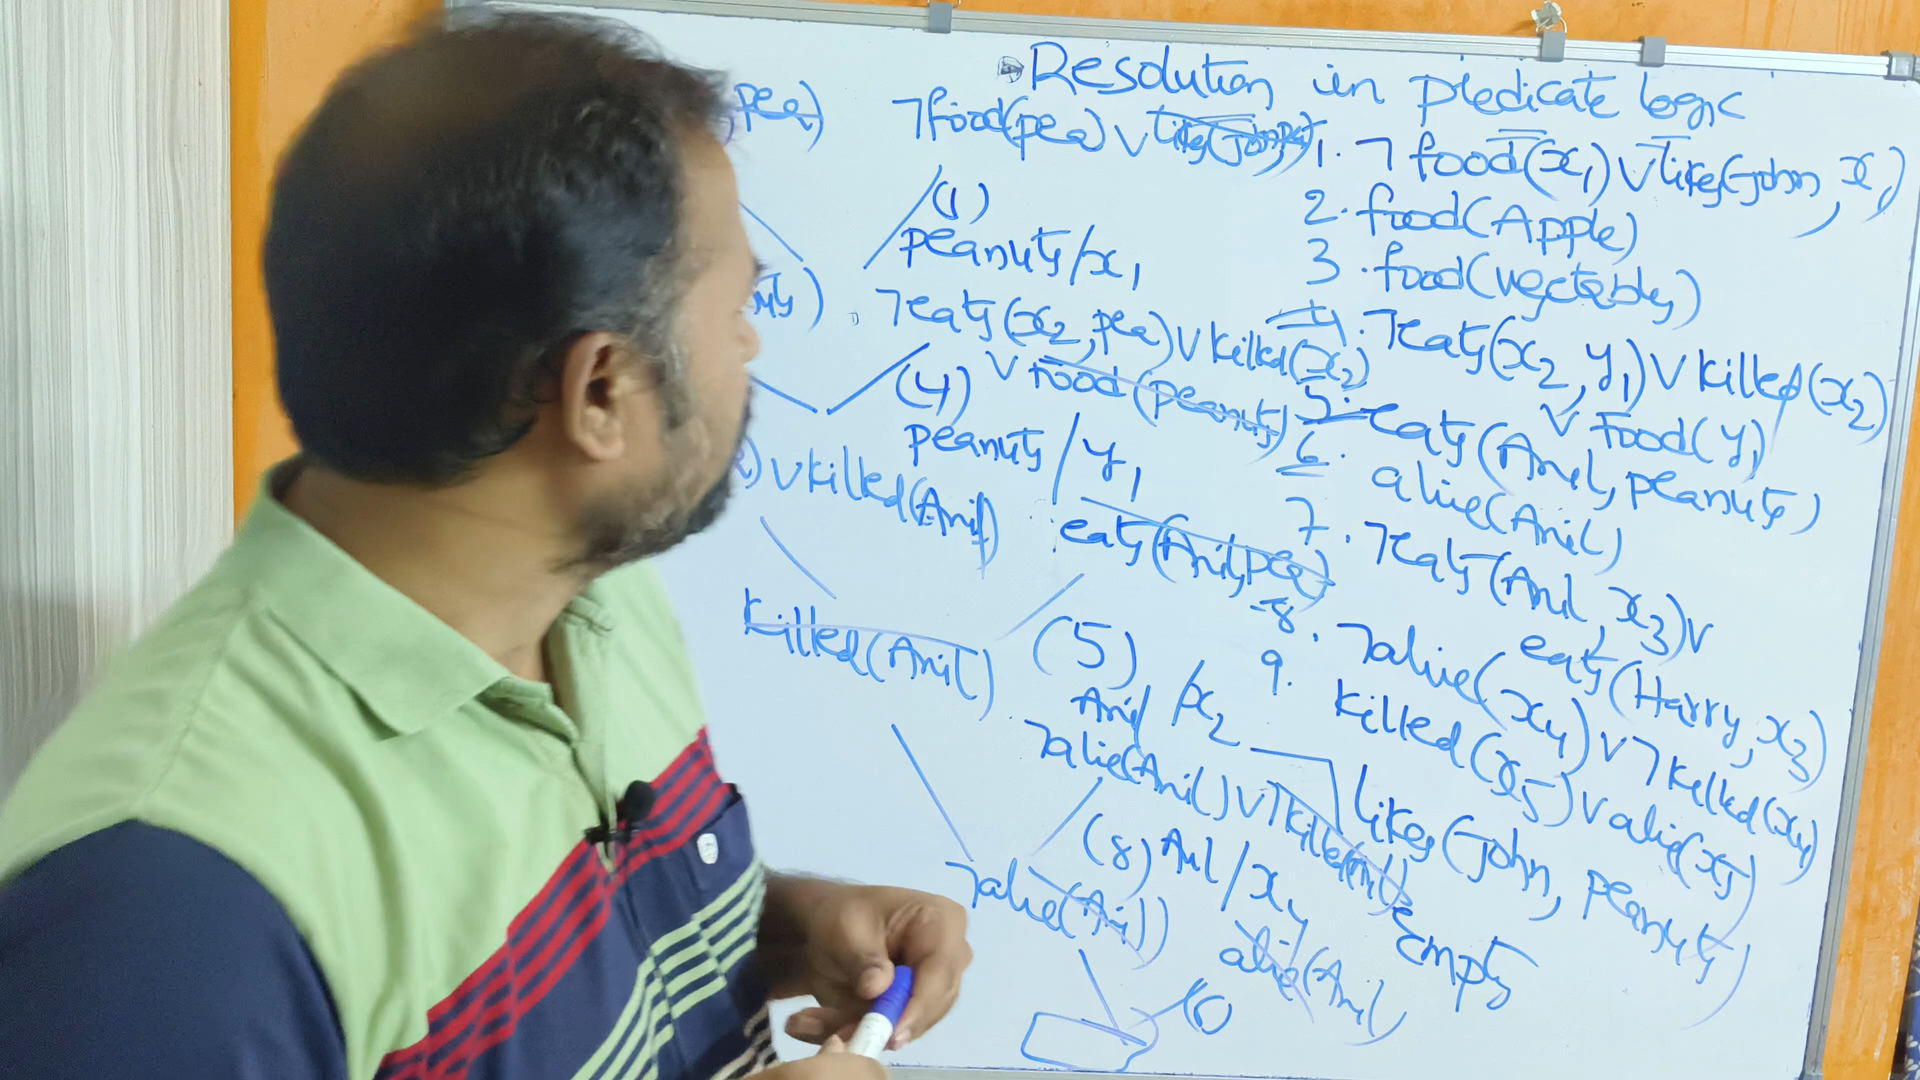 Resolution in predicate logic
pea)
¬food(pea) ∨ likes(John, pe)
(1)
peanuts/x1
uts)
¬eats(x2, pea) ∨ killed(x2)
∨ food (peanuts)
(4)
peanuts / y1
) ∨ killed(Anil)
eats(Anil, pea)
killed(Anil)
(5)
Anil /x2
¬alive(Anil) ∨ ¬killed(Anil)
(8) Anil / x4
¬alive(Anil)
alive(Anil)
(6)
1. ¬ food(x1) ∨ likes(John, x1)
2. food(Apple)
3. food(vegetables)
4. ¬eats(x2, y1) ∨ killed(x2)
∨ food(y1)
5. eats(Anil, peanuts)
6. alive(Anil)
7. ¬eats(Anil, x3) ∨
eats(Harry, x3)
8. ¬alive(x4) ∨ ¬killed(x4)
9. killed(x5) ∨ alive(x5)
likes(John, peanuts)
empty